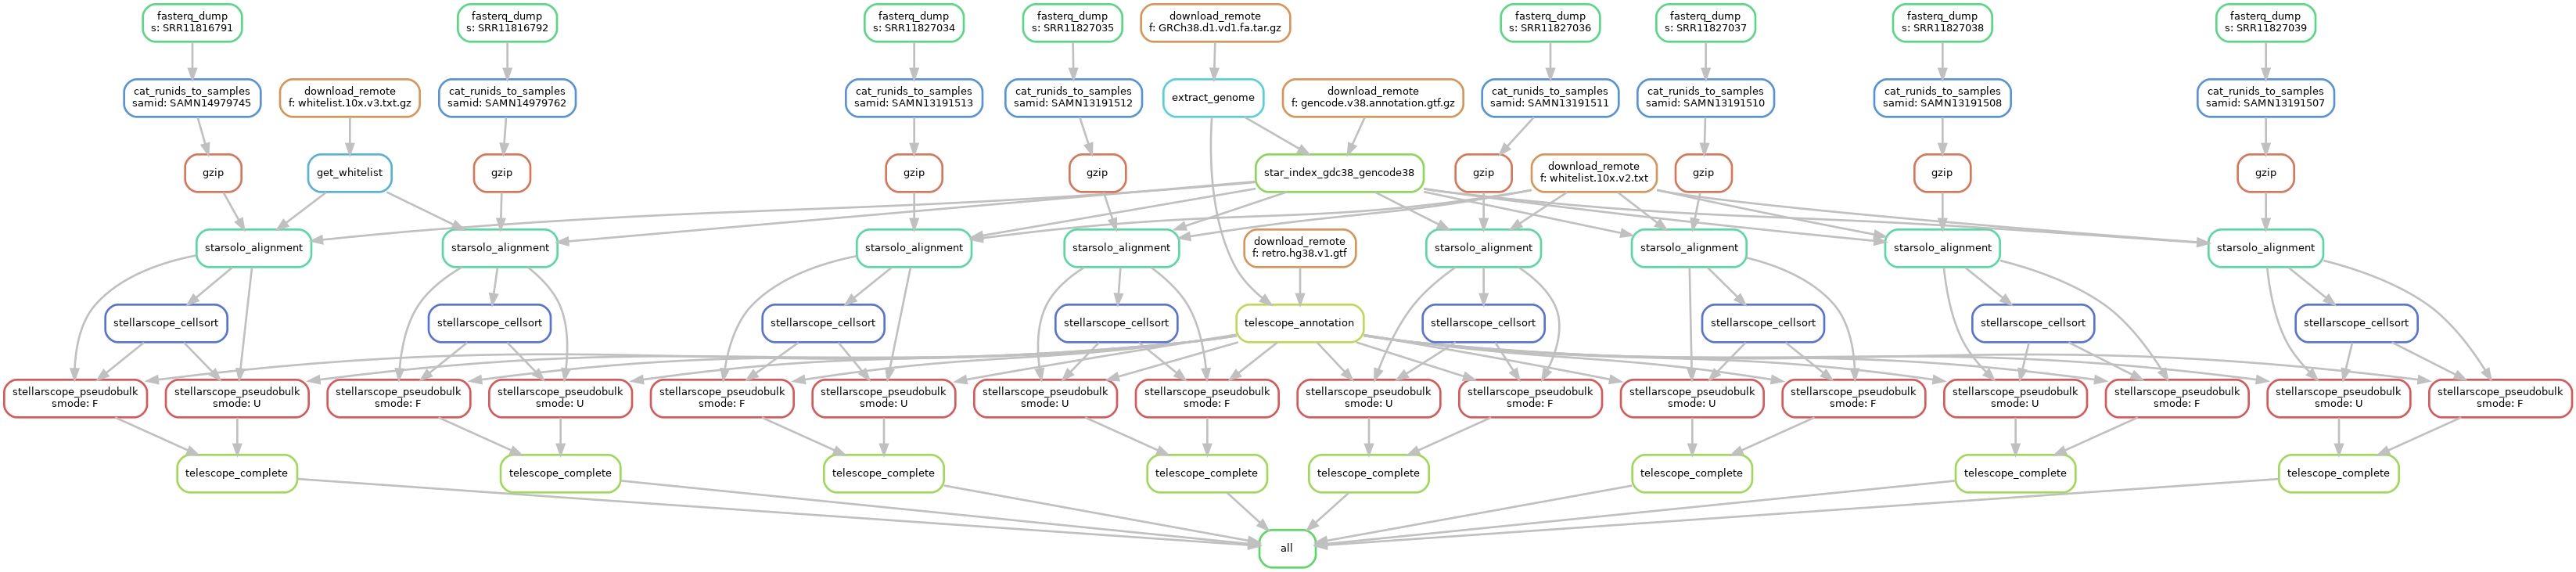 fasterq_dump
s: SRR11816791
fasterq_dump
s: SRR11816792
fasterq_dump
s: SRR11827034
fasterq_dump
s: SRR11827035
download_remote
f: GRCh38.d1.vd1.fa.tar.gz
fasterq_dump
s: SRR11827036
fasterq_dump
s: SRR11827037
fasterq_dump
s: SRR11827038
fasterq_dump
s: SRR11827039
cat_runids_to_samples
samid: SAMN14979745
download_remote
f: whitelist.10x.v3.txt.gz
cat_runids_to_samples
samid: SAMN14979762
cat_runids_to_samples
samid: SAMN13191513
cat_runids_to_samples
samid: SAMN13191512
extract_genome
download_remote
f: gencode.v38.annotation.gtf.gz
cat_runids_to_samples
samid: SAMN13191511
cat_runids_to_samples
samid: SAMN13191510
cat_runids_to_samples
samid: SAMN13191508
cat_runids_to_samples
samid: SAMN13191507
gzip
get_whitelist
gzip
gzip
gzip
star_index_gdc38_gencode38
gzip
download_remote
f: whitelist.10x.v2.txt
gzip
gzip
gzip
starsolo_alignment
starsolo_alignment
starsolo_alignment
starsolo_alignment
download_remote
f: retro.hg38.v1.gtf
starsolo_alignment
starsolo_alignment
starsolo_alignment
starsolo_alignment
stellarscope_cellsort
stellarscope_cellsort
stellarscope_cellsort
stellarscope_cellsort
telescope_annotation
stellarscope_cellsort
stellarscope_cellsort
stellarscope_cellsort
stellarscope_cellsort
stellarscope_pseudobulk
smode: F
stellarscope_pseudobulk
smode: U
stellarscope_pseudobulk
smode: F
stellarscope_pseudobulk
smode: U
stellarscope_pseudobulk
smode: F
stellarscope_pseudobulk
smode: U
stellarscope_pseudobulk
smode: U
stellarscope_pseudobulk
smode: F
stellarscope_pseudobulk
smode: U
stellarscope_pseudobulk
smode: F
stellarscope_pseudobulk
smode: U
stellarscope_pseudobulk
smode: F
stellarscope_pseudobulk
smode: U
stellarscope_pseudobulk
smode: F
stellarscope_pseudobulk
smode: U
stellarscope_pseudobulk
smode: F
telescope_complete
telescope_complete
telescope_complete
telescope_complete
telescope_complete
telescope_complete
telescope_complete
telescope_complete
all